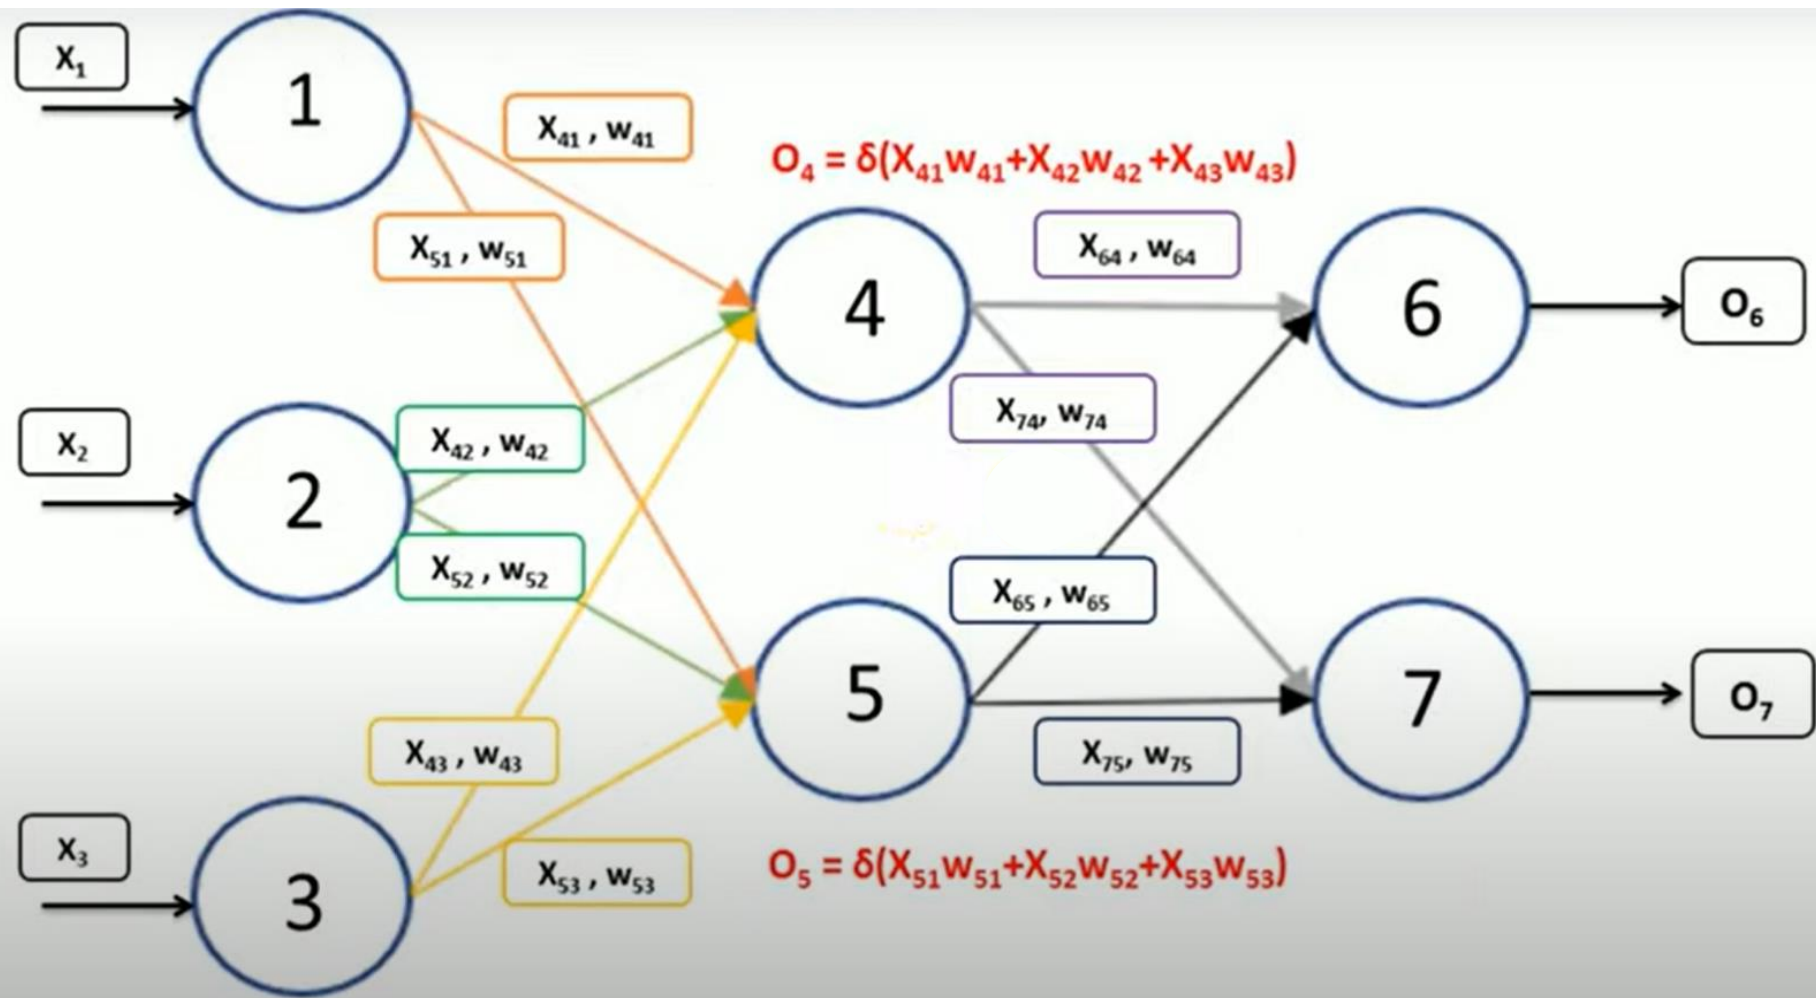 X₁
1
X₄₁ , w₄₁
O₄ = δ(X₄₁w₄₁+X₄₂w₄₂ +X₄₃w₄₃)
X₅₁ , w₅₁
X₆₄ , w₆₄
4
6
O₆
X₂
X₄₂ , w₄₂
X₇₄, w₇₄
2
X₅₂ , w₅₂
X₆₅ , w₆₅
5
7
O₇
X₄₃ , w₄₃
X₇₅, w₇₅
X₃
3
X₅₃ , w₅₃
O₅ = δ(X₅₁w₅₁+X₅₂w₅₂+X₅₃w₅₃)